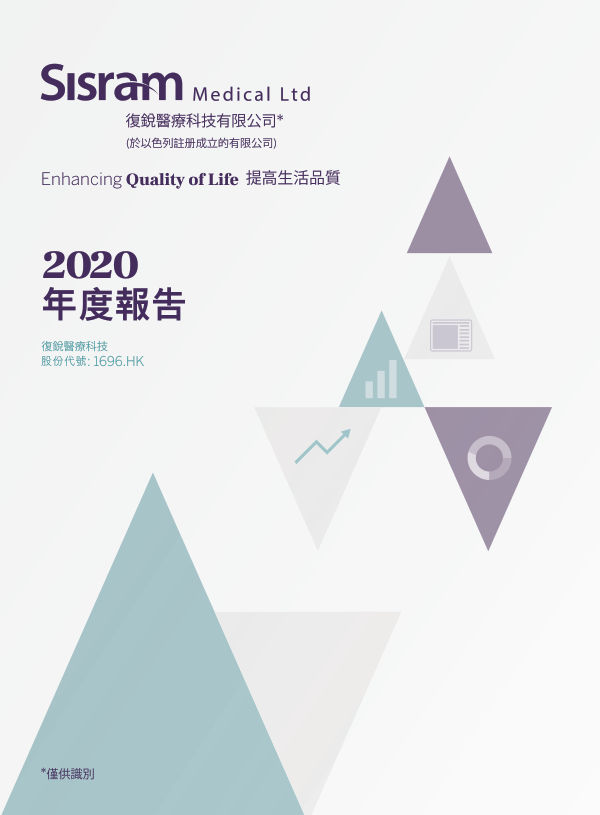 Sisram Medical Ltd
復銳醫療科技有限公司*
(於以色列註册成立的有限公司)
Enhancing Quality of Life 提高生活品質
2020
年度報告
復銳醫療科技
股份代號: 1696.HK
*僅供識別